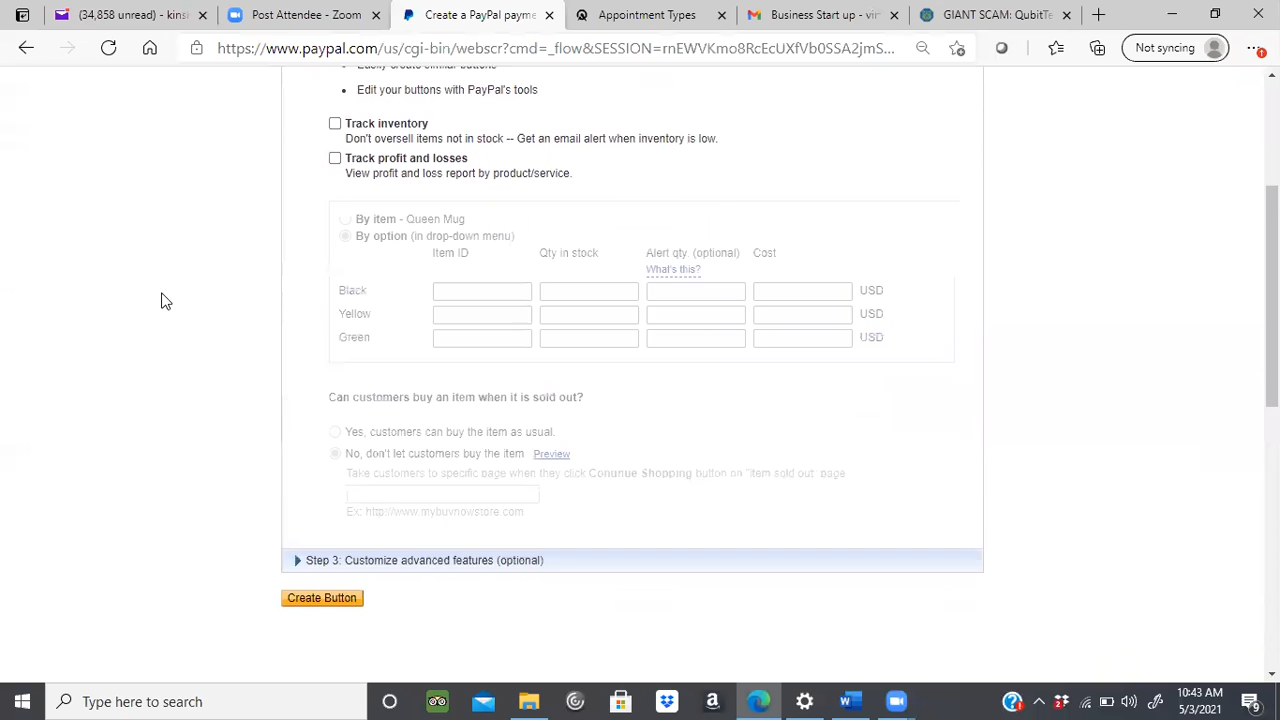 (34,858 unread) - kinsi
Post Attendee - Zoom
Create a PayPal payme
Appointment Types
Business Start-up - vir
GIANT SCAM: QubitTe
https://www.paypal.com/us/cgi-bin/webscr?cmd=_flow&SESSION=rnEWVKmo8RcEcUXfVb0SSA2jmS...
Not syncing
Easily create similar buttons
Edit your buttons with PayPal's tools
Track inventory
Don't oversell items not in stock -- Get an email alert when inventory is low.
Track profit and losses
View profit and loss report by product/service.
By item - Queen Mug
By option (in drop-down menu)
Item ID Qty in stock Alert qty. (optional) Cost
What's this?
Black USD
Yellow USD
Green USD
Can customers buy an item when it is sold out?
Yes, customers can buy the item as usual.
No, don't let customers buy the item Preview
Take customers to specific page when they click Continue Shopping button on "Item sold out" page
Ex: http://www.mybuynowstore.com
Step 3: Customize advanced features (optional)
Create Button
Type here to search
10:43 AM
5/3/2021